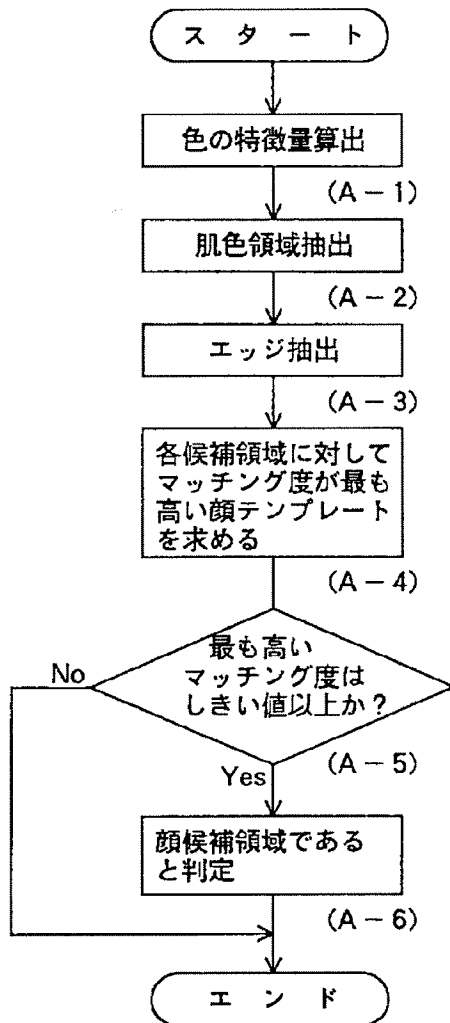 スタート
色の特徴量算出
(A－1)
肌色領域抽出
(A－2)
エッジ抽出
(A－3)
各候補領域に対して
マッチング度が最も
高い顔テンプレート
を求める
(A－4)
最も高い
マッチング度は
しきい値以上か？
No
(A－5)
Yes
顔候補領域である
と判定
(A－6)
エンド